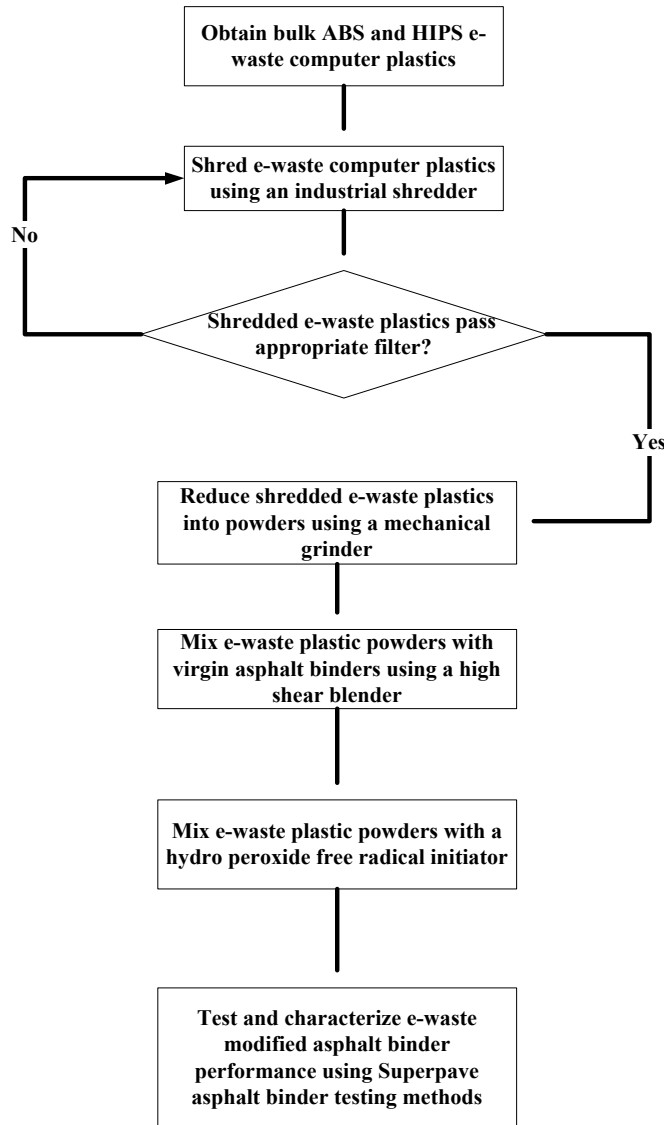 Obtain bulk ABS and HIPS e-
waste computer plastics
Shred e-waste computer plastics
using an industrial shredder
No
Shredded e-waste plastics pass
appropriate filter?
Yes
Reduce shredded e-waste plastics
into powders using a mechanical
grinder
Mix e-waste plastic powders with
virgin asphalt binders using a high
shear blender
Mix e-waste plastic powders with a
hydro peroxide free radical initiator
Test and characterize e-waste
modified asphalt binder
performance using Superpave
asphalt binder testing methods